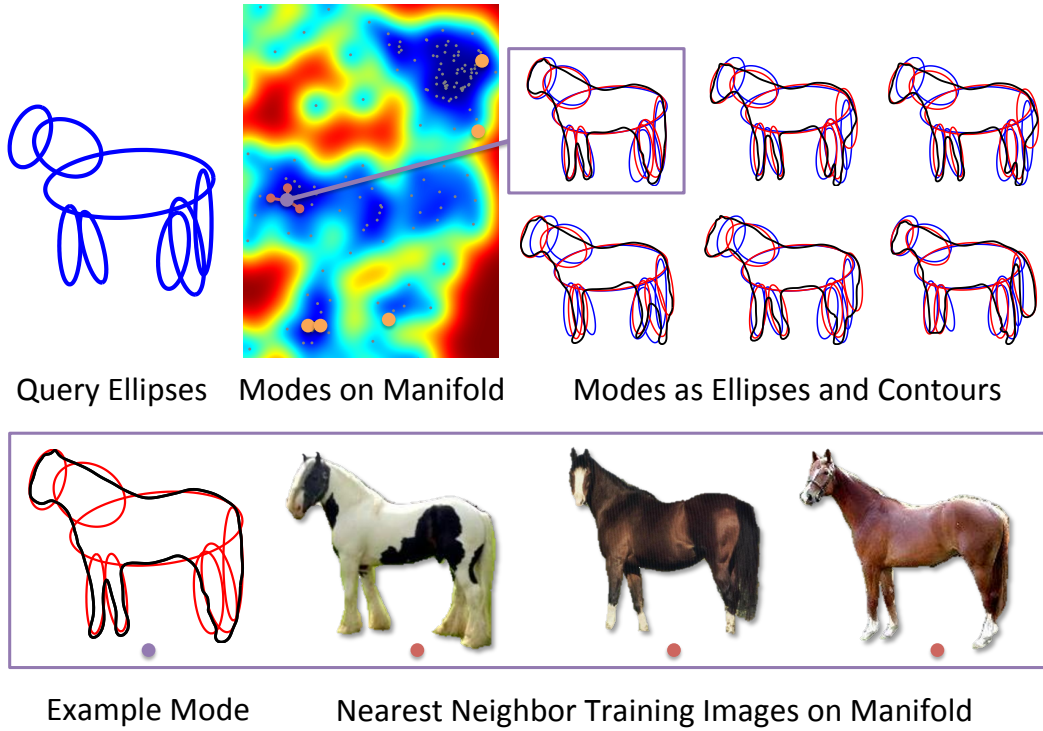 Query Ellipses
Modes on Manifold
Modes as Ellipses and Contours
Example Mode
Nearest Neighbor Training Images on Manifold